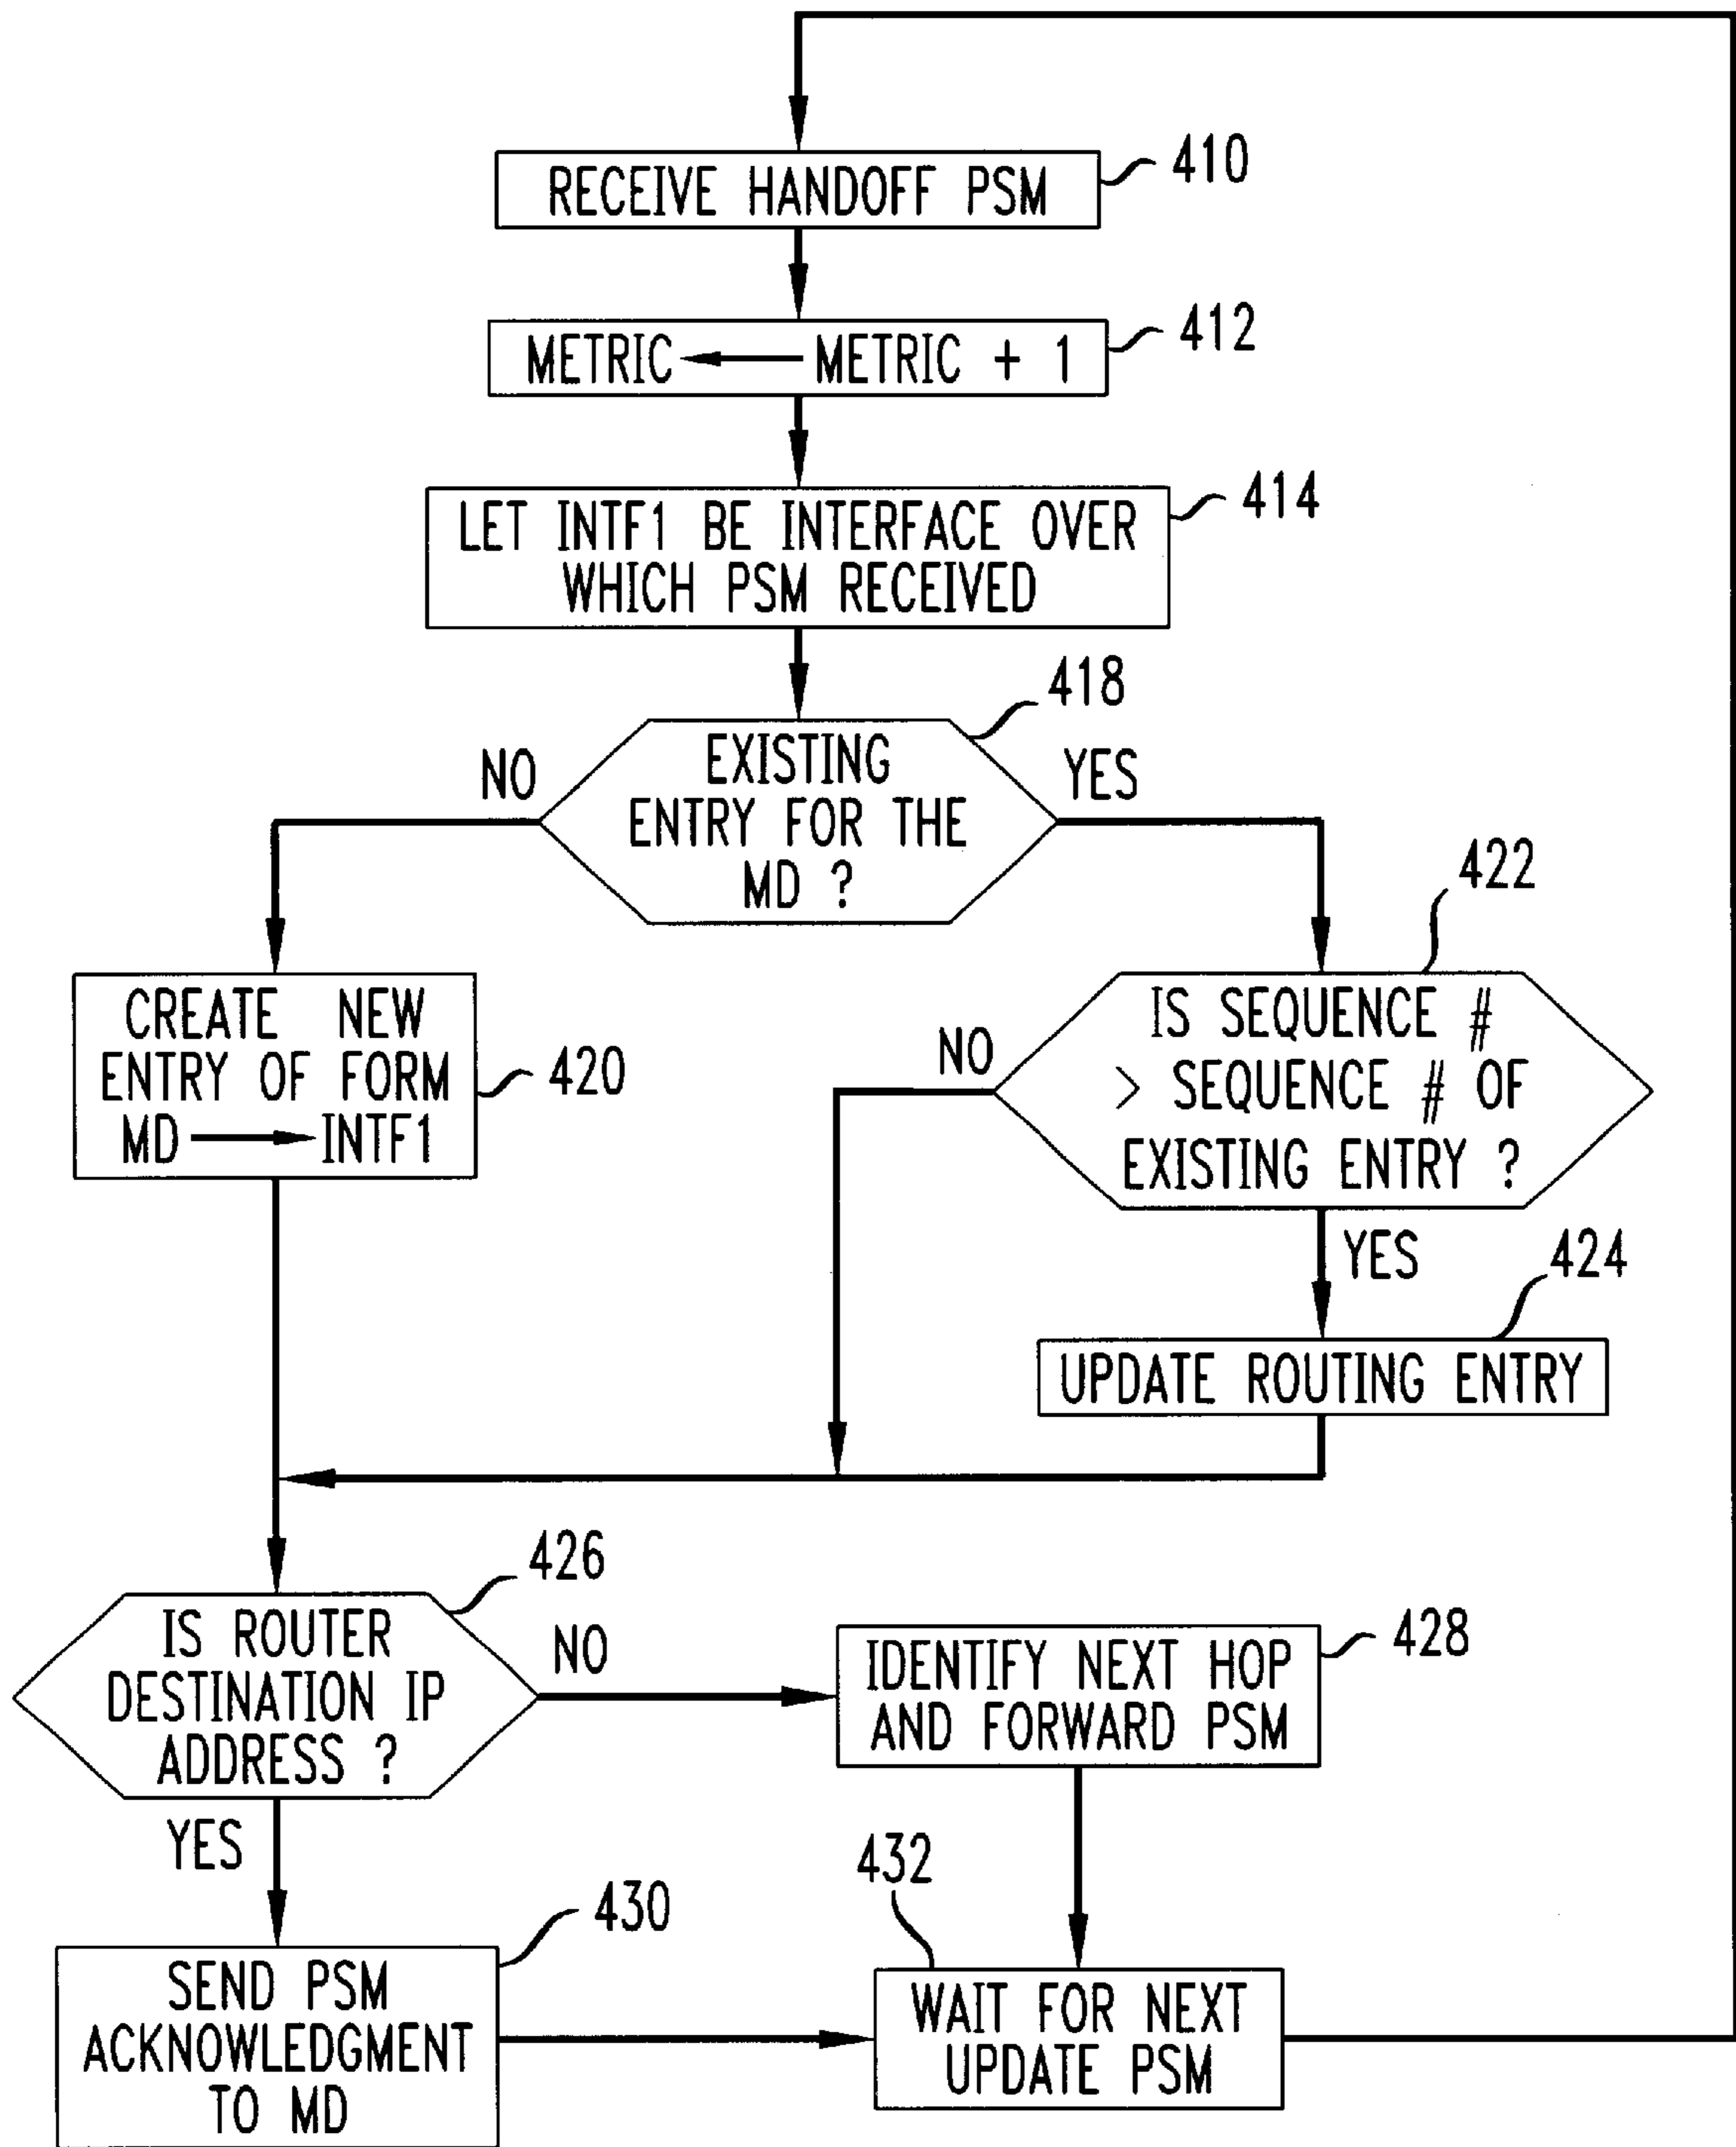 RECEIVE HANDOFF PSM
410
METRIC ← METRIC + 1
412
LET INTF1 BE INTERFACE OVER
WHICH PSM RECEIVED
414
418
NO
EXISTING
ENTRY FOR THE
MD ?
YES
422
CREATE NEW
ENTRY OF FORM
MD → INTF1
420
NO
IS SEQUENCE #
> SEQUENCE # OF
EXISTING ENTRY ?
YES
424
UPDATE ROUTING ENTRY
426
IS ROUTER
DESTINATION IP
ADDRESS ?
NO
IDENTIFY NEXT HOP
AND FORWARD PSM
428
YES
430
SEND PSM
ACKNOWLEDGMENT
TO MD
432
WAIT FOR NEXT
UPDATE PSM